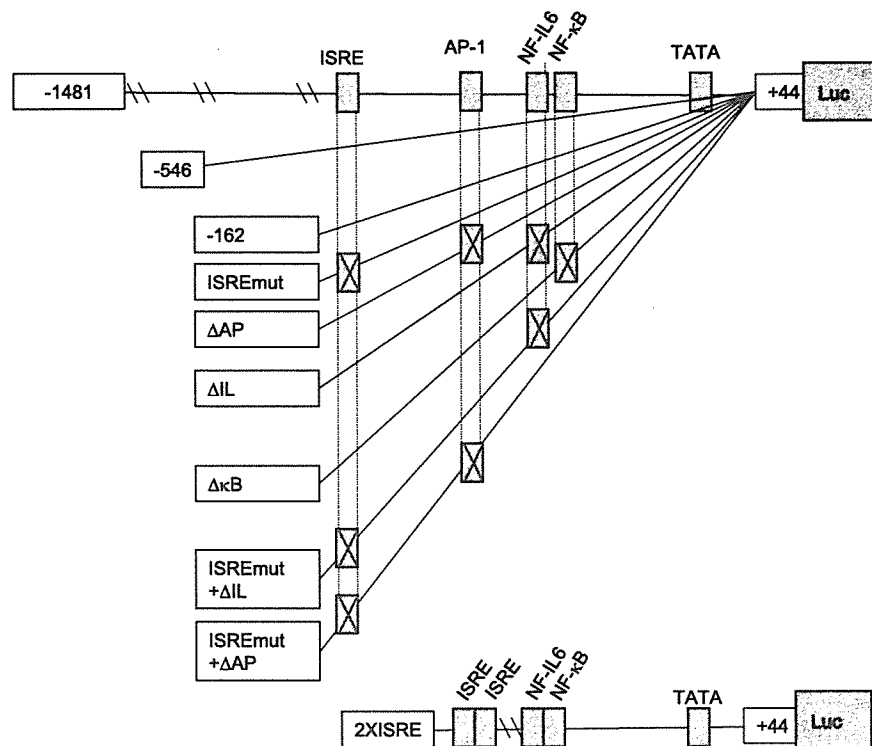 ISRE
AP-1
NF-IL6
NF-κB
TATA
-1481
+44
Luc
-546
-162
ISREmut
ΔAP
ΔIL
ΔκB
ISREmut
+ΔIL
ISREmut
+ΔAP
ISRE
ISRE
NF-IL6
NF-κB
TATA
2XISRE
+44
Luc